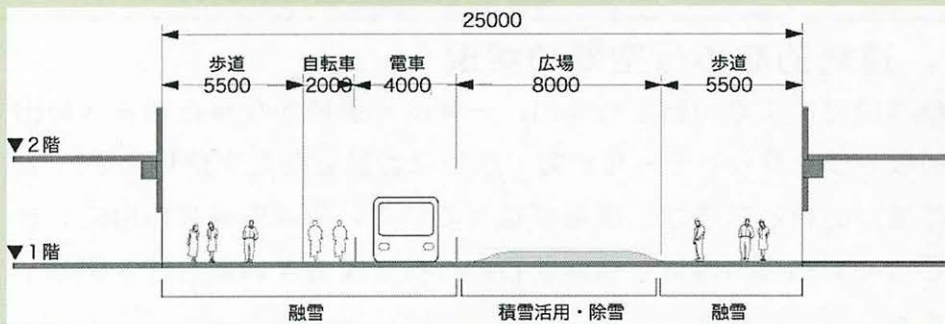 25000
歩道 自転車 電車 広場 歩道
5500 2000 4000 8000 5500
▼2階
▼1階
融雪 積雪活用・除雪 融雪